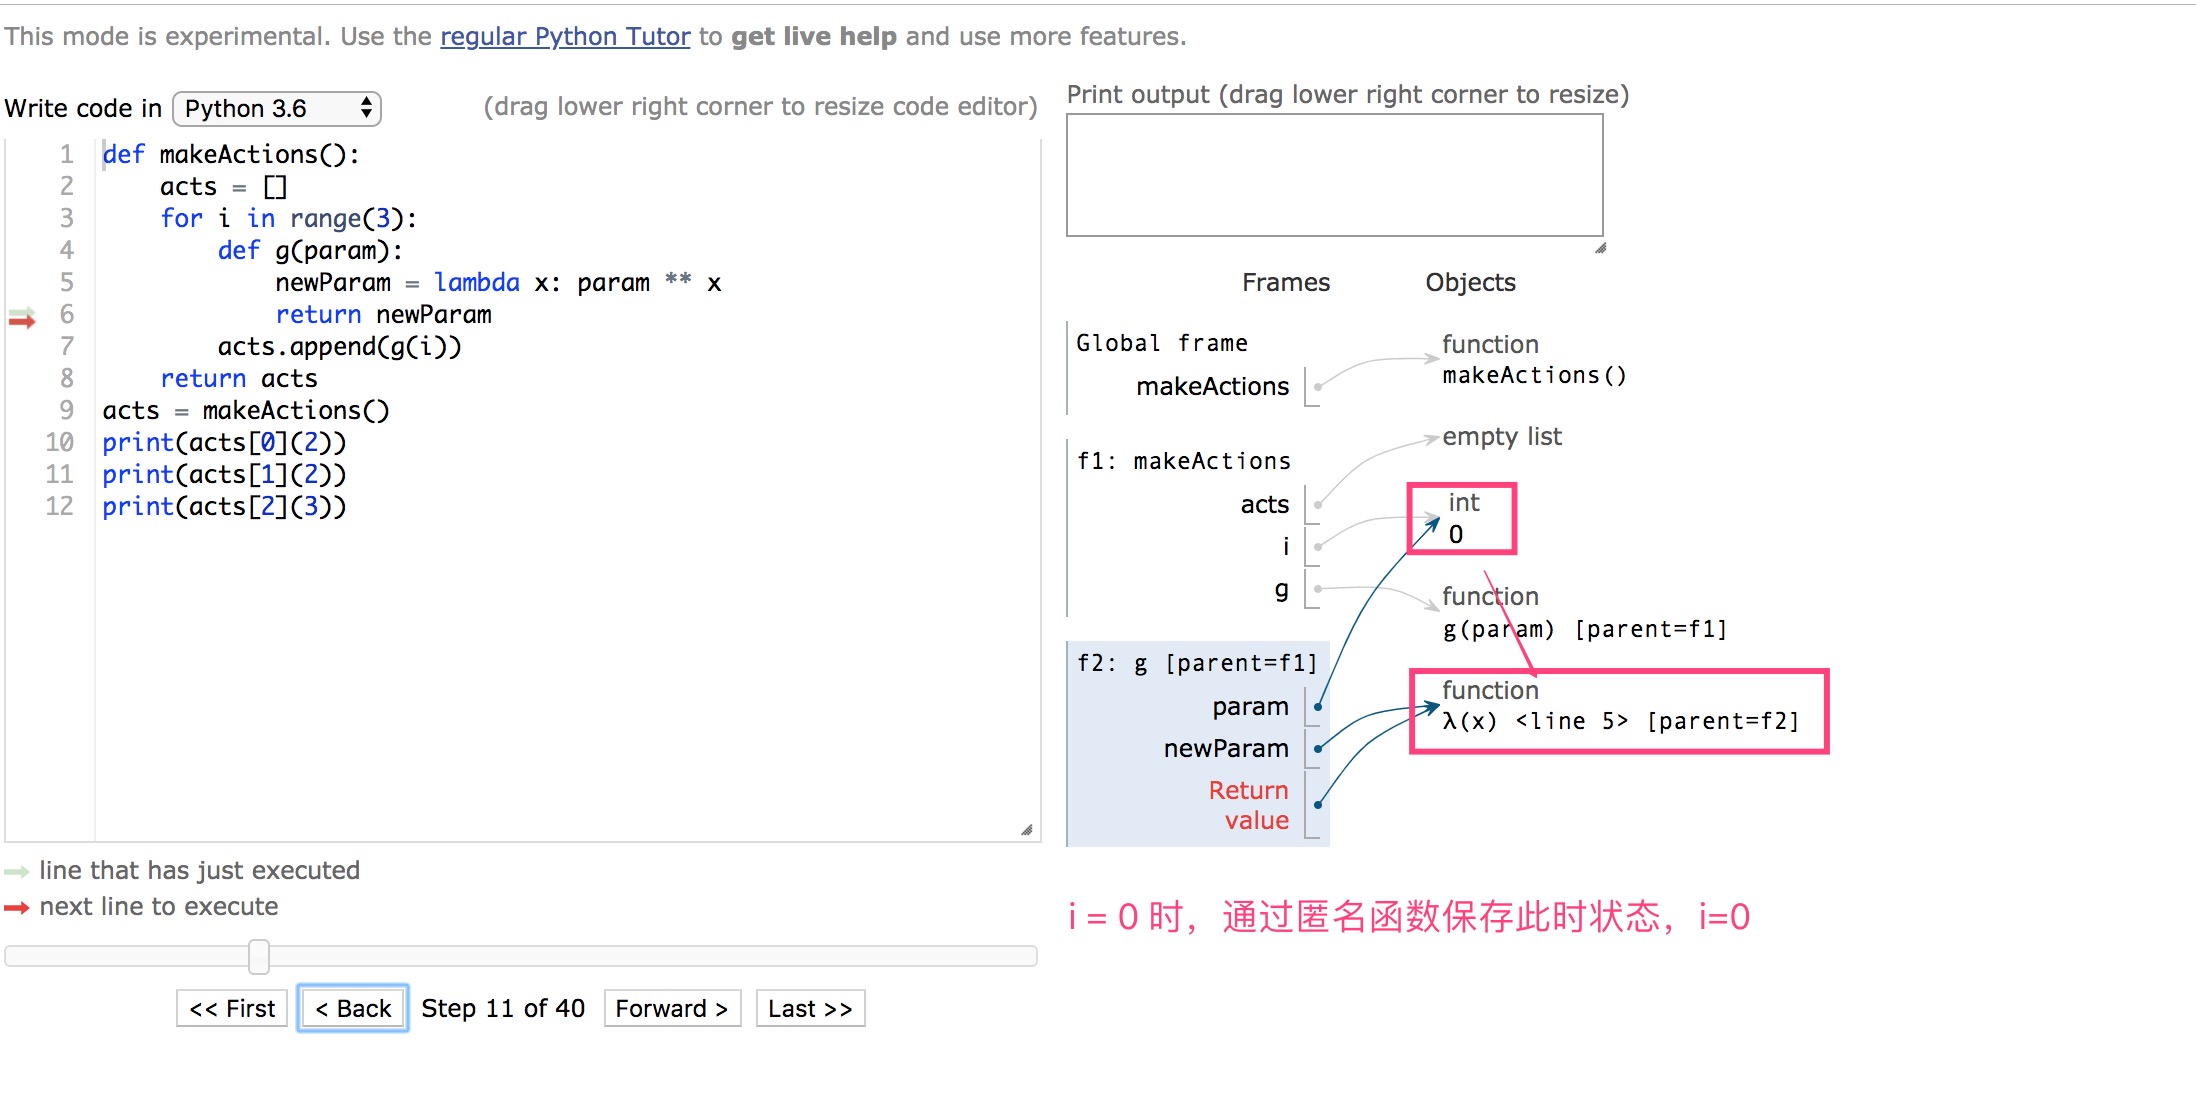 This mode is experimental. Use the regular Python Tutor to get live help and use more features.
Write code in Python 3.6 (drag lower right corner to resize code editor)
1 def makeActions():
2     acts = []
3     for i in range(3):
4         def g(param):
5             newParam = lambda x: param ** x
6             return newParam
7         acts.append(g(i))
8     return acts
9 acts = makeActions()
10 print(acts[0](2))
11 print(acts[1](2))
12 print(acts[2](3))
line that has just executed
next line to execute
<< First < Back Step 11 of 40 Forward > Last >>
Print output (drag lower right corner to resize)
Frames Objects
Global frame
makeActions
function
makeActions()
f1: makeActions
acts
i
g
empty list
int
0
function
g(param) [parent=f1]
f2: g [parent=f1]
param
newParam
Return
value
function
λ(x) <line 5> [parent=f2]
i = 0 时，通过匿名函数保存此时状态，i=0